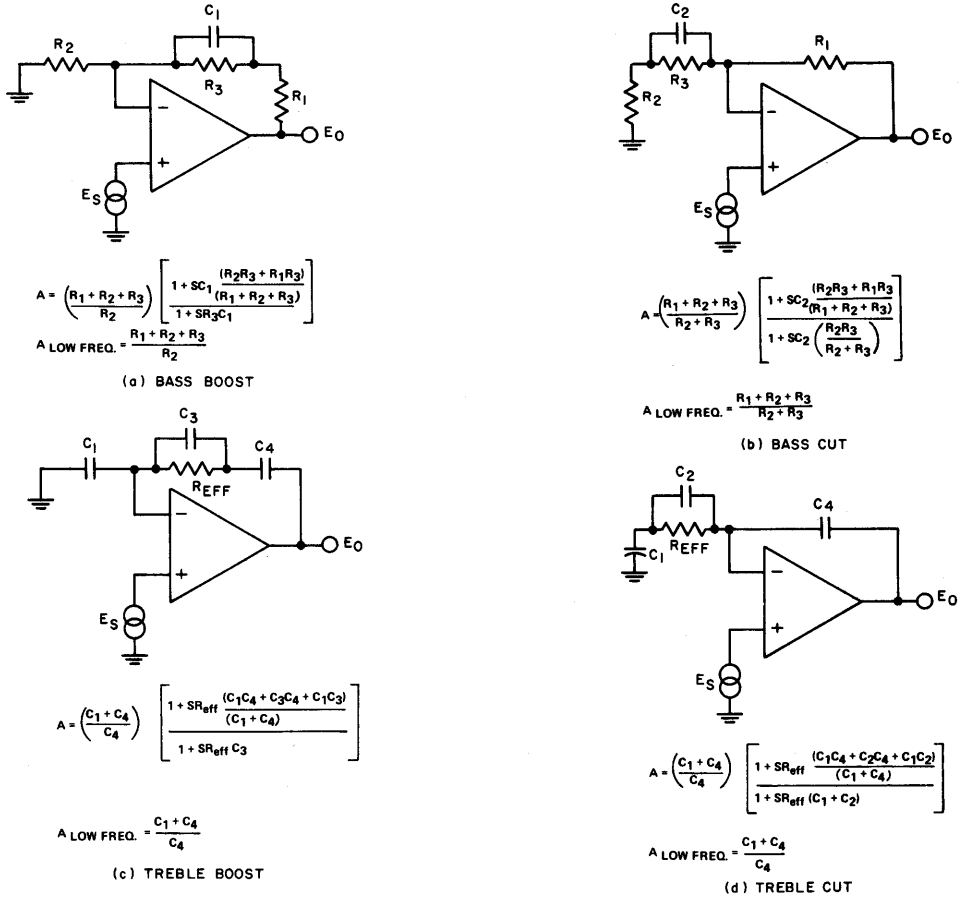 C1
R2
R3
R1
EO
ES
−
+
A = (R1 + R2 + R3 / R2) [1 + SC1 (R2R3 + R1R3) / (R1 + R2 + R3) / 1 + SR3C1]
A LOW FREQ. = R1 + R2 + R3 / R2
(a) BASS BOOST
C2
R1
R3
R2
EO
ES
−
+
A = (R1 + R2 + R3 / R2 + R3) [1 + SC2 (R2R3 + R1R3) / (R1 + R2 + R3) / 1 + SC2 (R2R3 / R2 + R3)]
A LOW FREQ. = R1 + R2 + R3 / R2 + R3
(b) BASS CUT
C3
C1
C4
REFF
EO
ES
−
+
A = (C1 + C4 / C4) [1 + SReff (C1C4 + C3C4 + C1C3) / (C1 + C4) / 1 + SReff C3]
A LOW FREQ. = C1 + C4 / C4
(c) TREBLE BOOST
C2
C4
REFF
C1
EO
ES
−
+
A = (C1 + C4 / C4) [1 + SReff (C1C4 + C2C4 + C1C2) / (C1 + C4) / 1 + SReff (C1 + C2)]
A LOW FREQ. = C1 + C4 / C4
(d) TREBLE CUT